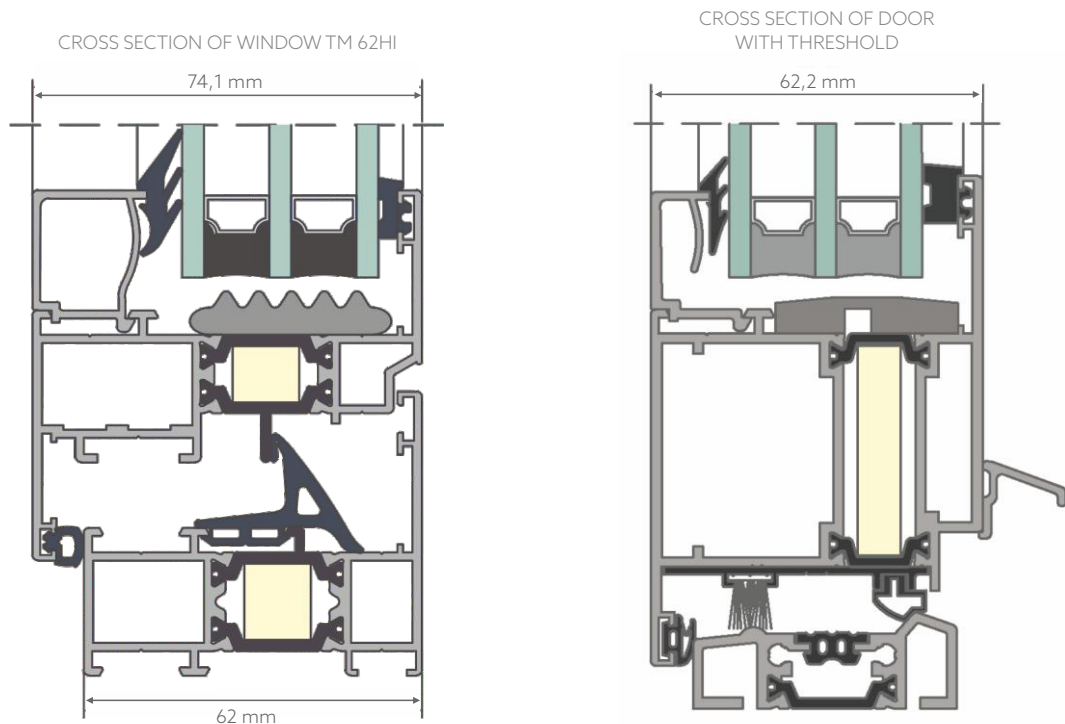 CROSS SECTION OF WINDOW TM 62HI
74,1 mm
62 mm
CROSS SECTION OF DOOR
WITH THRESHOLD
62,2 mm